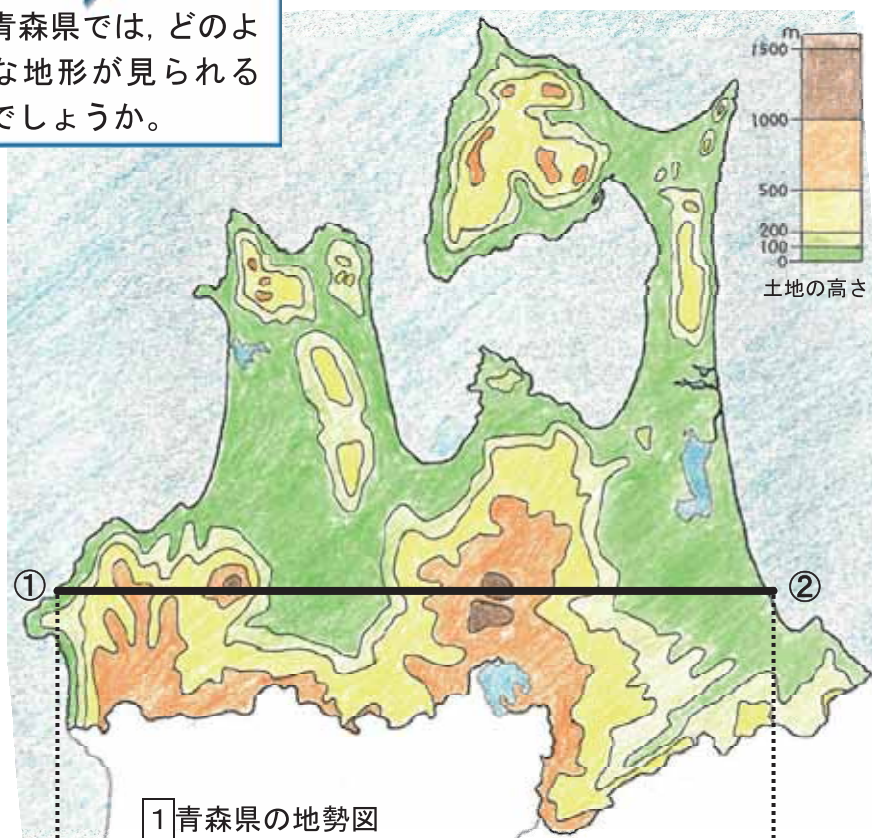 青森県では，どのよ
な地形が見られる
でしょうか。
m
1500
1000
500
200
100
0
土地の高さ
①
②
1 青森県の地勢図